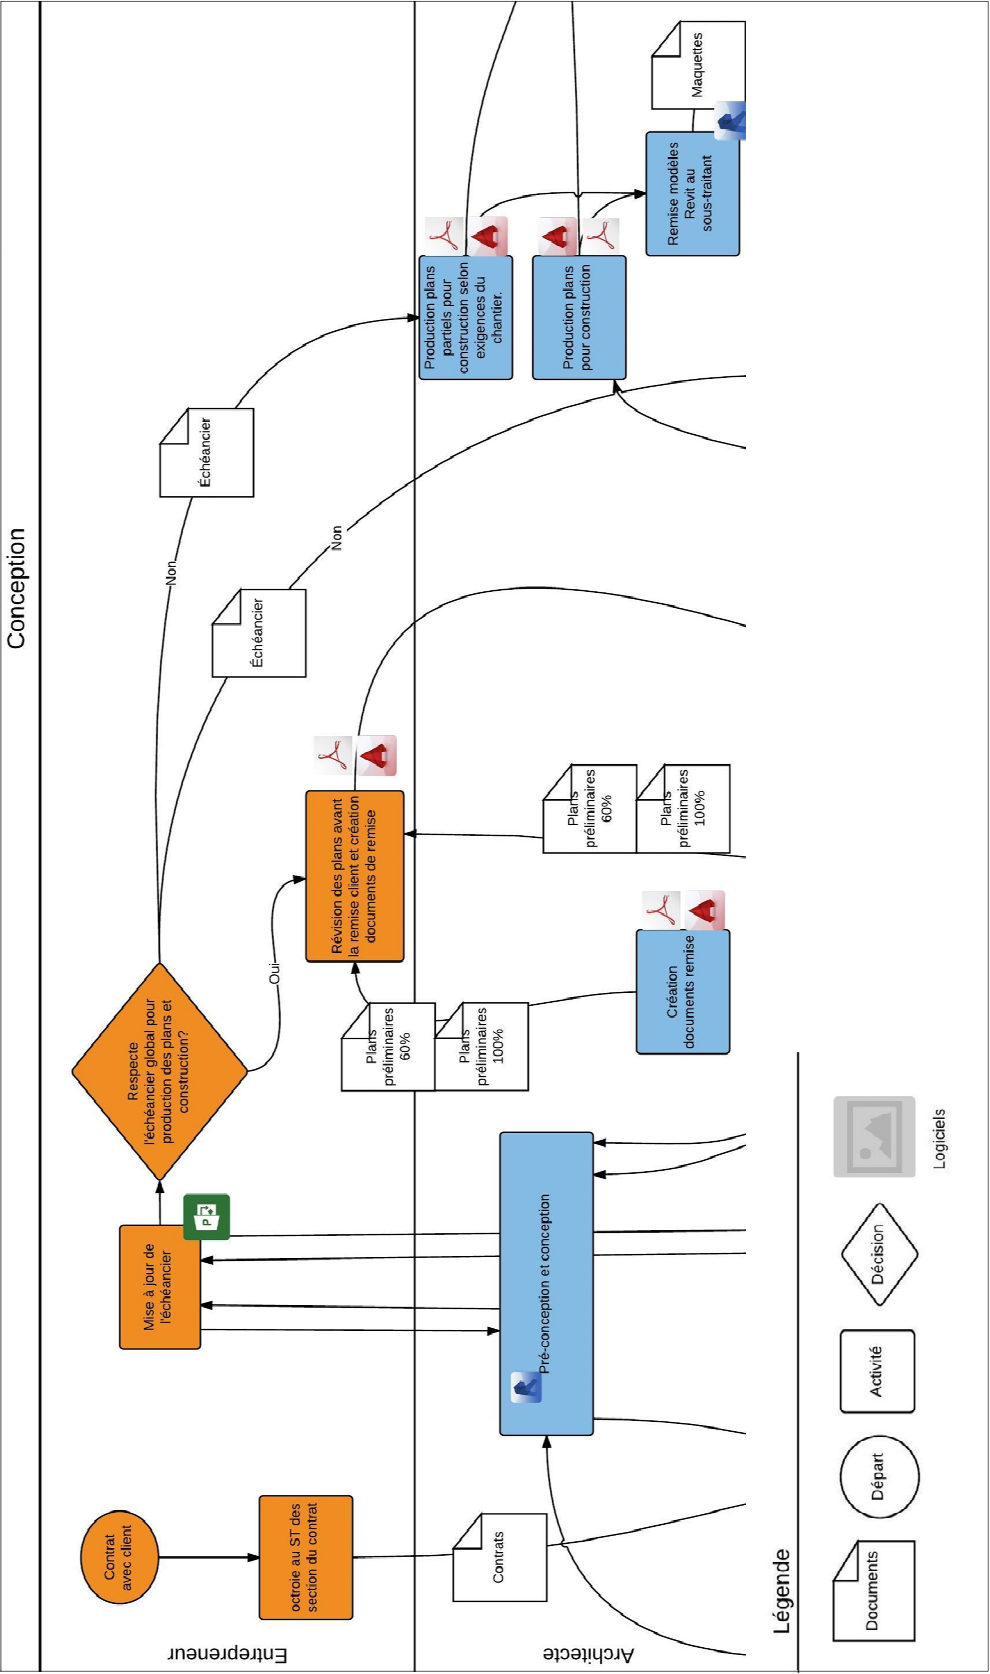 Conception
Entrepreneur
Contrat
avec client
octroie au ST des
section du contrat
Mise à jour de
l'échéancier
P
Respecte
l'échéancier global pour
production des plans et
construction?
Oui
Non
Non
Échéancier
Échéancier
Révision des plans avant
la remise client et création
documents de remise
Architecte
Contrats
Pré-conception et conception
Plans
préliminaires
60%
Plans
préliminaires
100%
Création
documents remise
Plans
préliminaires
60%
Plans
préliminaires
100%
Production plans
partiels pour
construction selon
exigences du
chantier.
Production plans
pour construction
Remise modèles
Revit au
sous-traitant
Maquettes
Légende
Documents
Départ
Activité
Décision
Logiciels